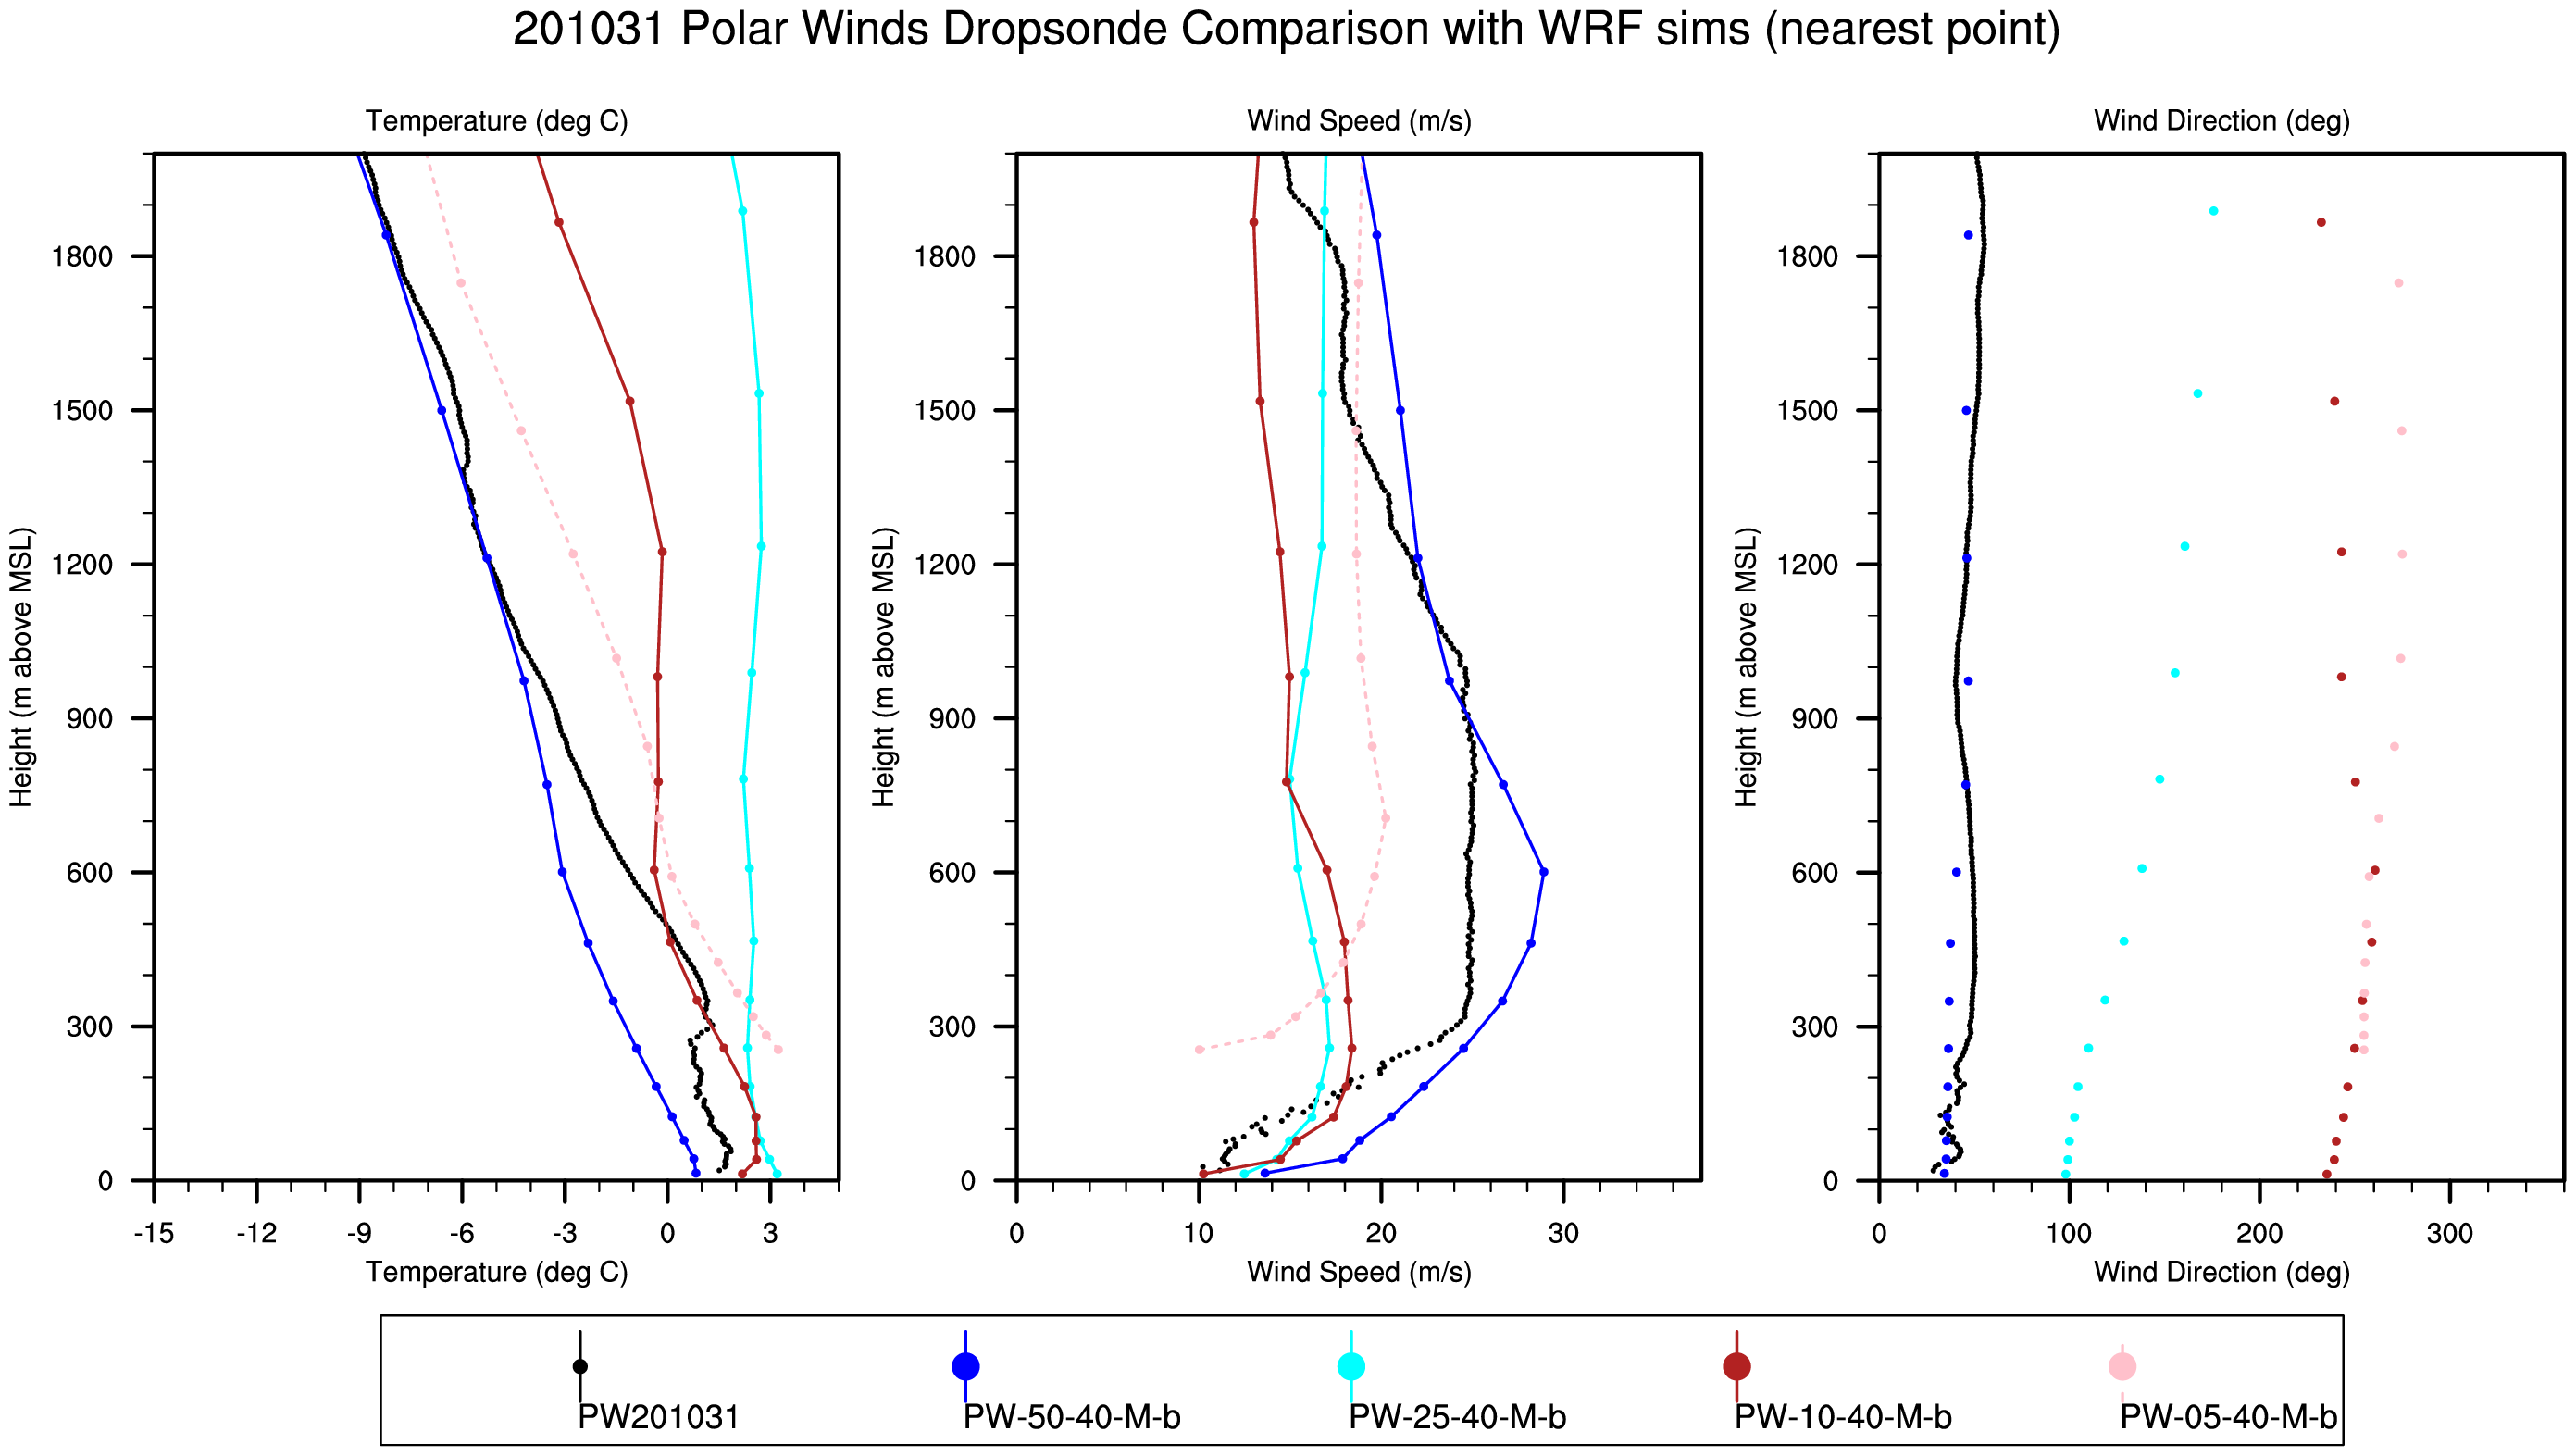 201031 Polar Winds Dropsonde Comparison with WRF sims (nearest point)
Temperature (deg C)
Height (m above MSL)
1800
1500
1200
900
600
300
0
-15 -12 -9 -6 -3 0 3
Temperature (deg C)
Wind Speed (m/s)
Height (m above MSL)
1800
1500
1200
900
600
300
0
0 10 20 30
Wind Speed (m/s)
Wind Direction (deg)
Height (m above MSL)
1800
1500
1200
900
600
300
0
0 100 200 300
Wind Direction (deg)
PW201031 PW-50-40-M-b PW-25-40-M-b PW-10-40-M-b PW-05-40-M-b